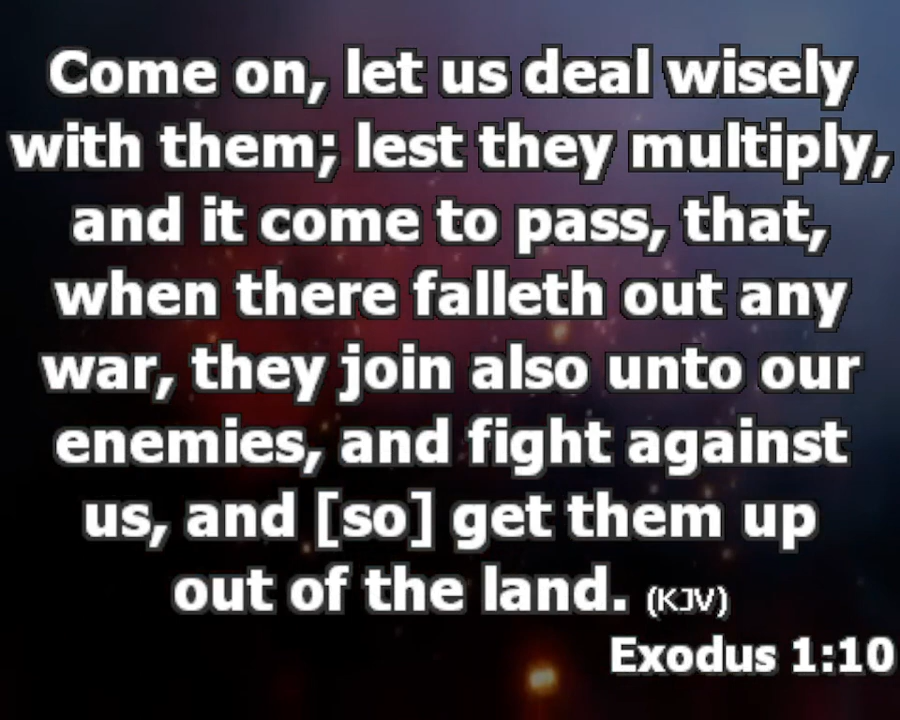 Come on, let us deal wisely
with them; lest they multiply,
and it come to pass, that,
when there falleth out any
war, they join also unto our
enemies, and fight against
us, and [so] get them up
out of the land. (KJV)
Exodus 1:10